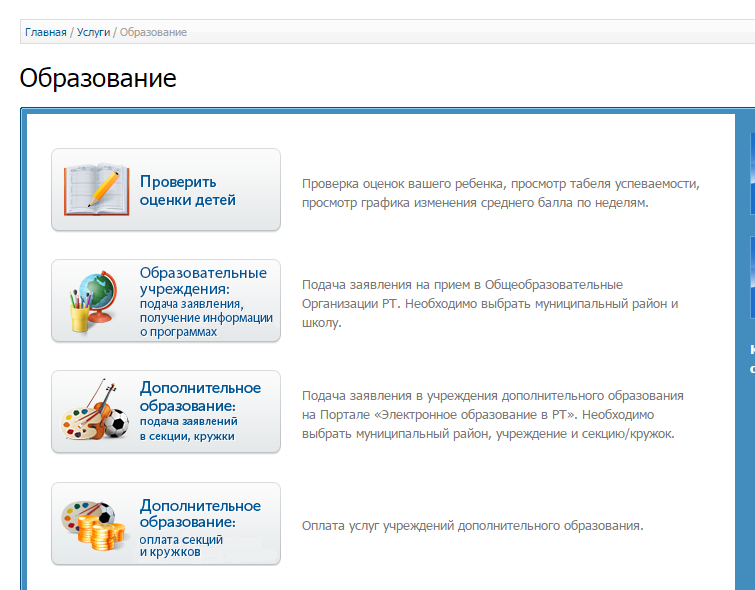 Главная / Услуги / Образование
Образование
Проверить
оценки детей
Проверка оценок вашего ребенка, просмотр табеля успеваемости,
просмотр графика изменения среднего балла по неделям.
Образовательные
учреждения:
подача заявления,
получение информации
о программах
Подача заявления на прием в Общеобразовательные
Организации РТ. Необходимо выбрать муниципальный район и
школу.
Дополнительное
образование:
подача заявлений
в секции, кружки
Подача заявления в учреждения дополнительного образования
на Портале «Электронное образование в РТ». Необходимо
выбрать муниципальный район, учреждение и секцию/кружок.
Дополнительное
образование:
оплата секций
и кружков
Оплата услуг учреждений дополнительного образования.